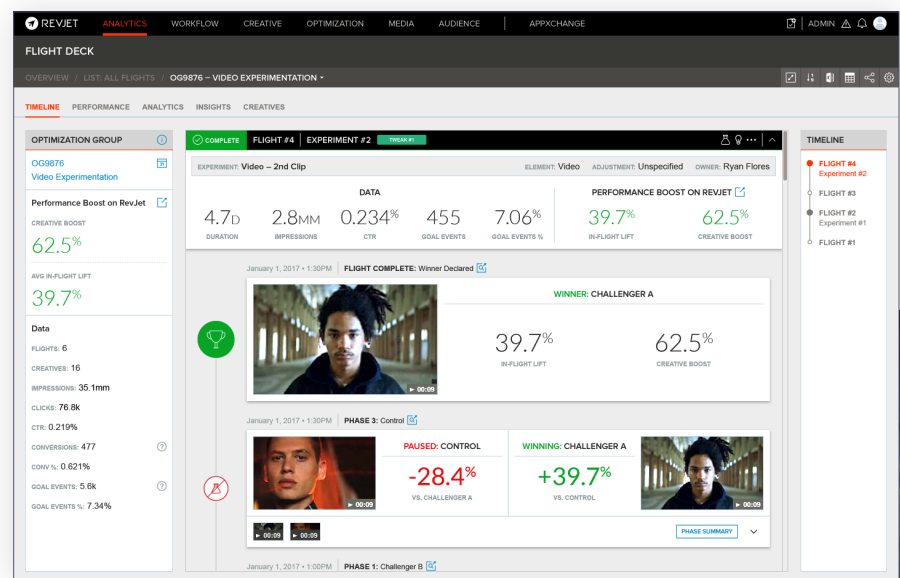 REVJET ANALYTICS WORKFLOW CREATIVE OPTIMIZATION MEDIA AUDIENCE APPXCHANGE ADMIN
FLIGHT DECK
OVERVIEW / LIST: ALL FLIGHTS / OG9876 – VIDEO EXPERIMENTATION
TIMELINE PERFORMANCE ANALYTICS INSIGHTS CREATIVES
OPTIMIZATION GROUP
OG9876
Video Experimentation
Performance Boost on RevJet
CREATIVE BOOST
62.5%
AVG IN-FLIGHT LIFT
39.7%
Data
FLIGHTS: 6
CREATIVES: 16
IMPRESSIONS: 35.1mm
CLICKS: 76.8k
CTR: 0.219%
CONVERSIONS: 477
CONV %: 0.621%
GOAL EVENTS: 5.6k
GOAL EVENTS %: 7.34%
COMPLETE FLIGHT #4 EXPERIMENT #2 TWEAK #1
EXPERIMENT: Video – 2nd Clip ELEMENT: Video ADJUSTMENT: Unspecified OWNER: Ryan Flores
DATA
4.7D 2.8MM 0.234% 455 7.06%
DURATION IMPRESSIONS CTR GOAL EVENTS GOAL EVENTS %
PERFORMANCE BOOST ON REVJET
39.7% 62.5%
IN-FLIGHT LIFT CREATIVE BOOST
January 1, 2017 • 1:30PM FLIGHT COMPLETE: Winner Declared
00:09
WINNER: CHALLENGER A
39.7% 62.5%
IN-FLIGHT LIFT CREATIVE BOOST
January 1, 2017 • 1:30PM PHASE 3: Control
00:09
PAUSED: CONTROL
-28.4%
VS. CHALLENGER A
WINNING: CHALLENGER A
+39.7%
VS. CONTROL
00:09
00:09 00:09
PHASE SUMMARY
January 1, 2017 • 1:00PM PHASE 1: Challenger B
TIMELINE
FLIGHT #4
Experiment #2
FLIGHT #3
FLIGHT #2
Experiment #1
FLIGHT #1